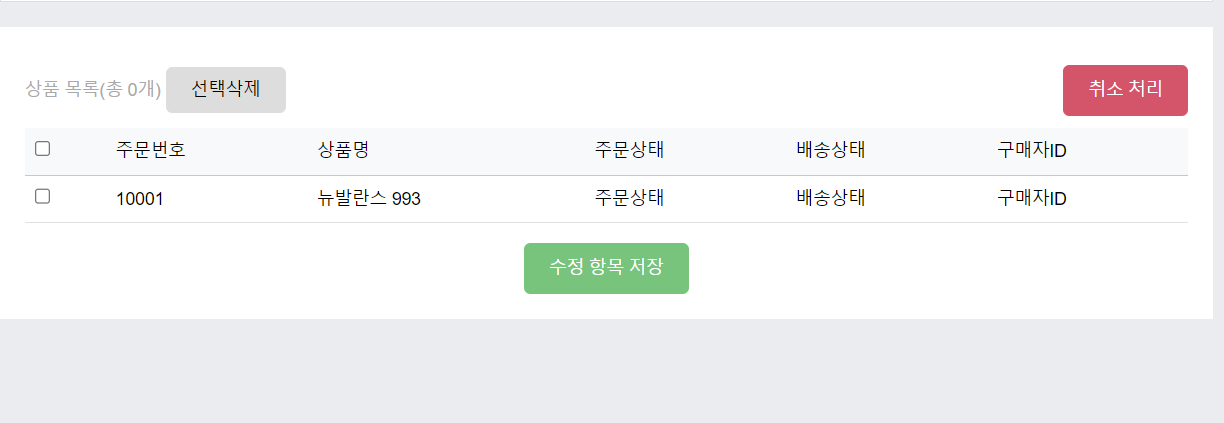 상품 목록(총 0개) 선택삭제 취소 처리
주문번호 상품명 주문상태 배송상태 구매자ID
10001 뉴발란스 993 주문상태 배송상태 구매자ID
수정 항목 저장